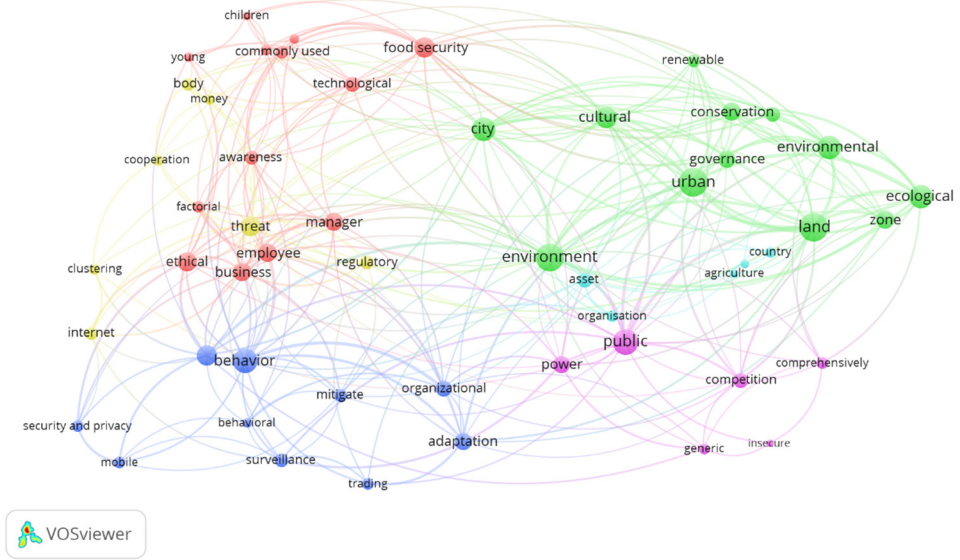 children
young
commonly used
food security
body
money
technological
renewable
city
cultural
conservation
cooperation
awareness
governance
environmental
urban
factorial
threat
manager
ecological
land
zone
ethical
employee
business
regulatory
environment
country
clustering
asset
agriculture
internet
organisation
public
behavior
power
comprehensively
competition
mitigate
organizational
security and privacy
behavioral
adaptation
generic
insecure
mobile
surveillance
trading
VOSviewer